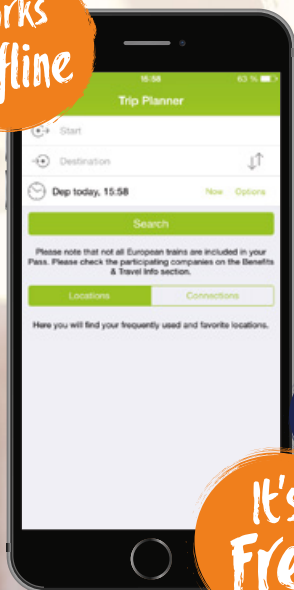 rks
fline
15:58 63 %
Trip Planner
Start
Destination
Dep today, 15:58 Now Options
Search
Please note that not all European trains are included in your
Pass. Please check the participating companies on the Benefits
& Travel Info section.
Locations Connections
Here you will find your frequently used and favorite locations.
It's
Fre